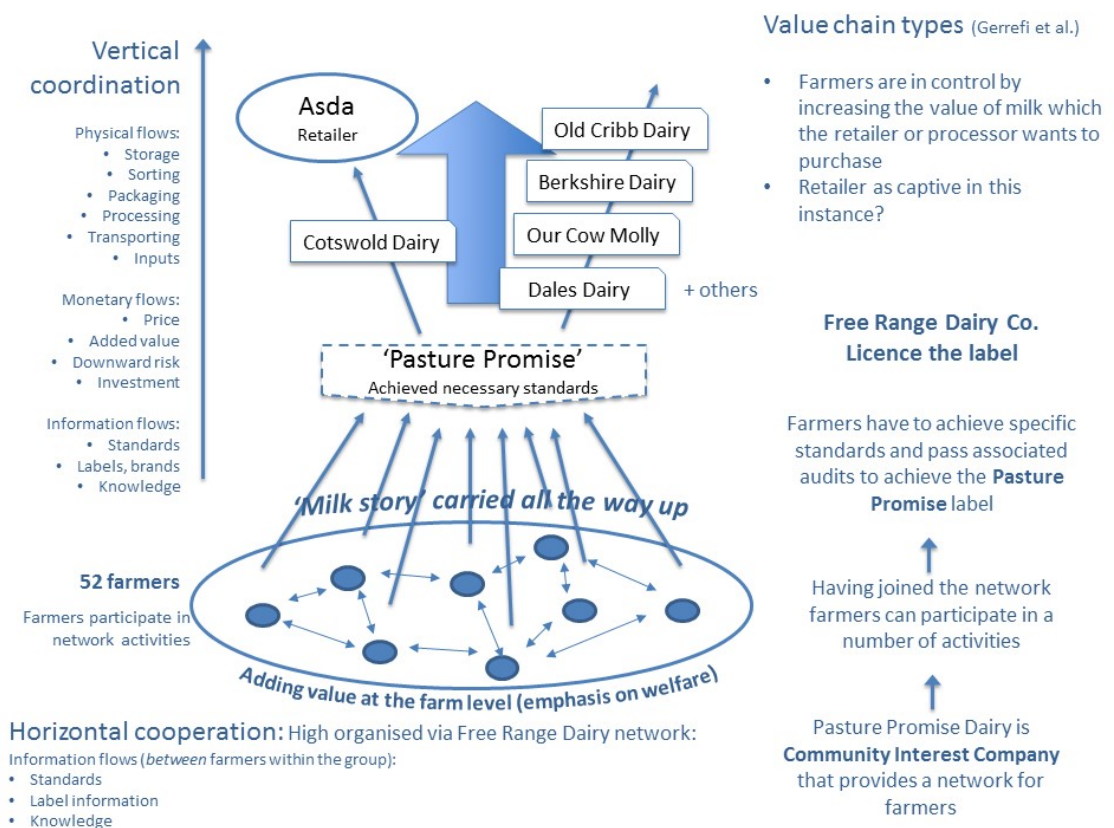 Vertical
coordination
Physical flows:
• Storage
• Sorting
• Packaging
• Processing
• Transporting
• Inputs
Monetary flows:
• Price
• Added value
• Downward risk
• Investment
Information flows:
• Standards
• Labels, brands
• Knowledge
52 farmers
Farmers participate in
network activities
Asda
Retailer
Cotswold Dairy
Old Cribb Dairy
Berkshire Dairy
Our Cow Molly
Dales Dairy
+ others
'Pasture Promise'
Achieved necessary standards
'Milk story' carried all the way up
Adding value at the farm level (emphasis on welfare)
Value chain types (Gerrefi et al.)
• Farmers are in control by
increasing the value of milk which
the retailer or processor wants to
purchase
• Retailer as captive in this
instance?
Free Range Dairy Co.
Licence the label
Farmers have to achieve specific
standards and pass associated
audits to achieve the Pasture
Promise label
Having joined the network
farmers can participate in a
number of activities
Pasture Promise Dairy is
Community Interest Company
that provides a network for
farmers
Horizontal cooperation: High organised via Free Range Dairy network:
Information flows (between farmers within the group):
• Standards
• Label information
• Knowledge